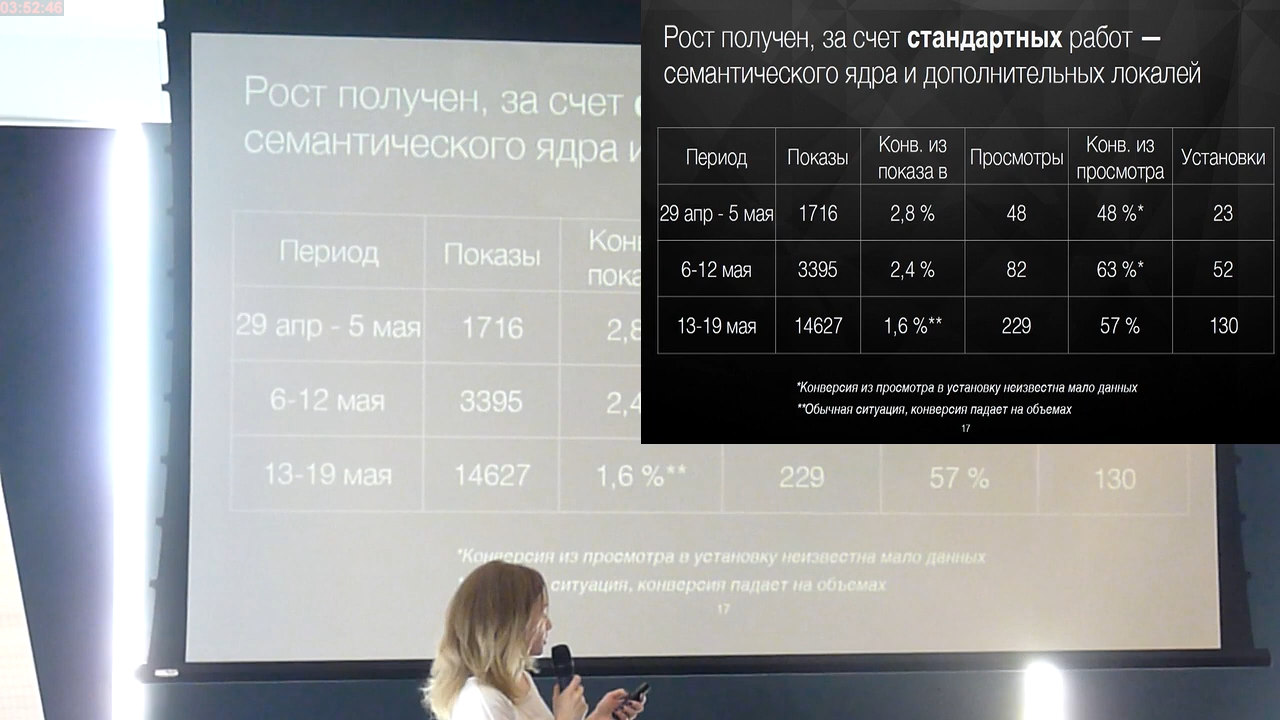 03:52:46
Рост получен, за счет
семантического ядра и
Период Показы
29 апр - 5 мая 1716 2,8
6-12 мая 3395 2,4
13-19 мая 14627 1,6 %** 229 57 % 130
*Конверсия из просмотра в установку неизвестна мало данных
ситуация, конверсия падает на объемах
17
Рост получен, за счет стандартных работ —
семантического ядра и дополнительных локалей
Период Показы Конв. из показа в Просмотры Конв. из просмотра Установки
29 апр - 5 мая 1716 2,8 % 48 48 %* 23
6-12 мая 3395 2,4 % 82 63 %* 52
13-19 мая 14627 1,6 %** 229 57 % 130
*Конверсия из просмотра в установку неизвестна мало данных
**Обычная ситуация, конверсия падает на объемах
17